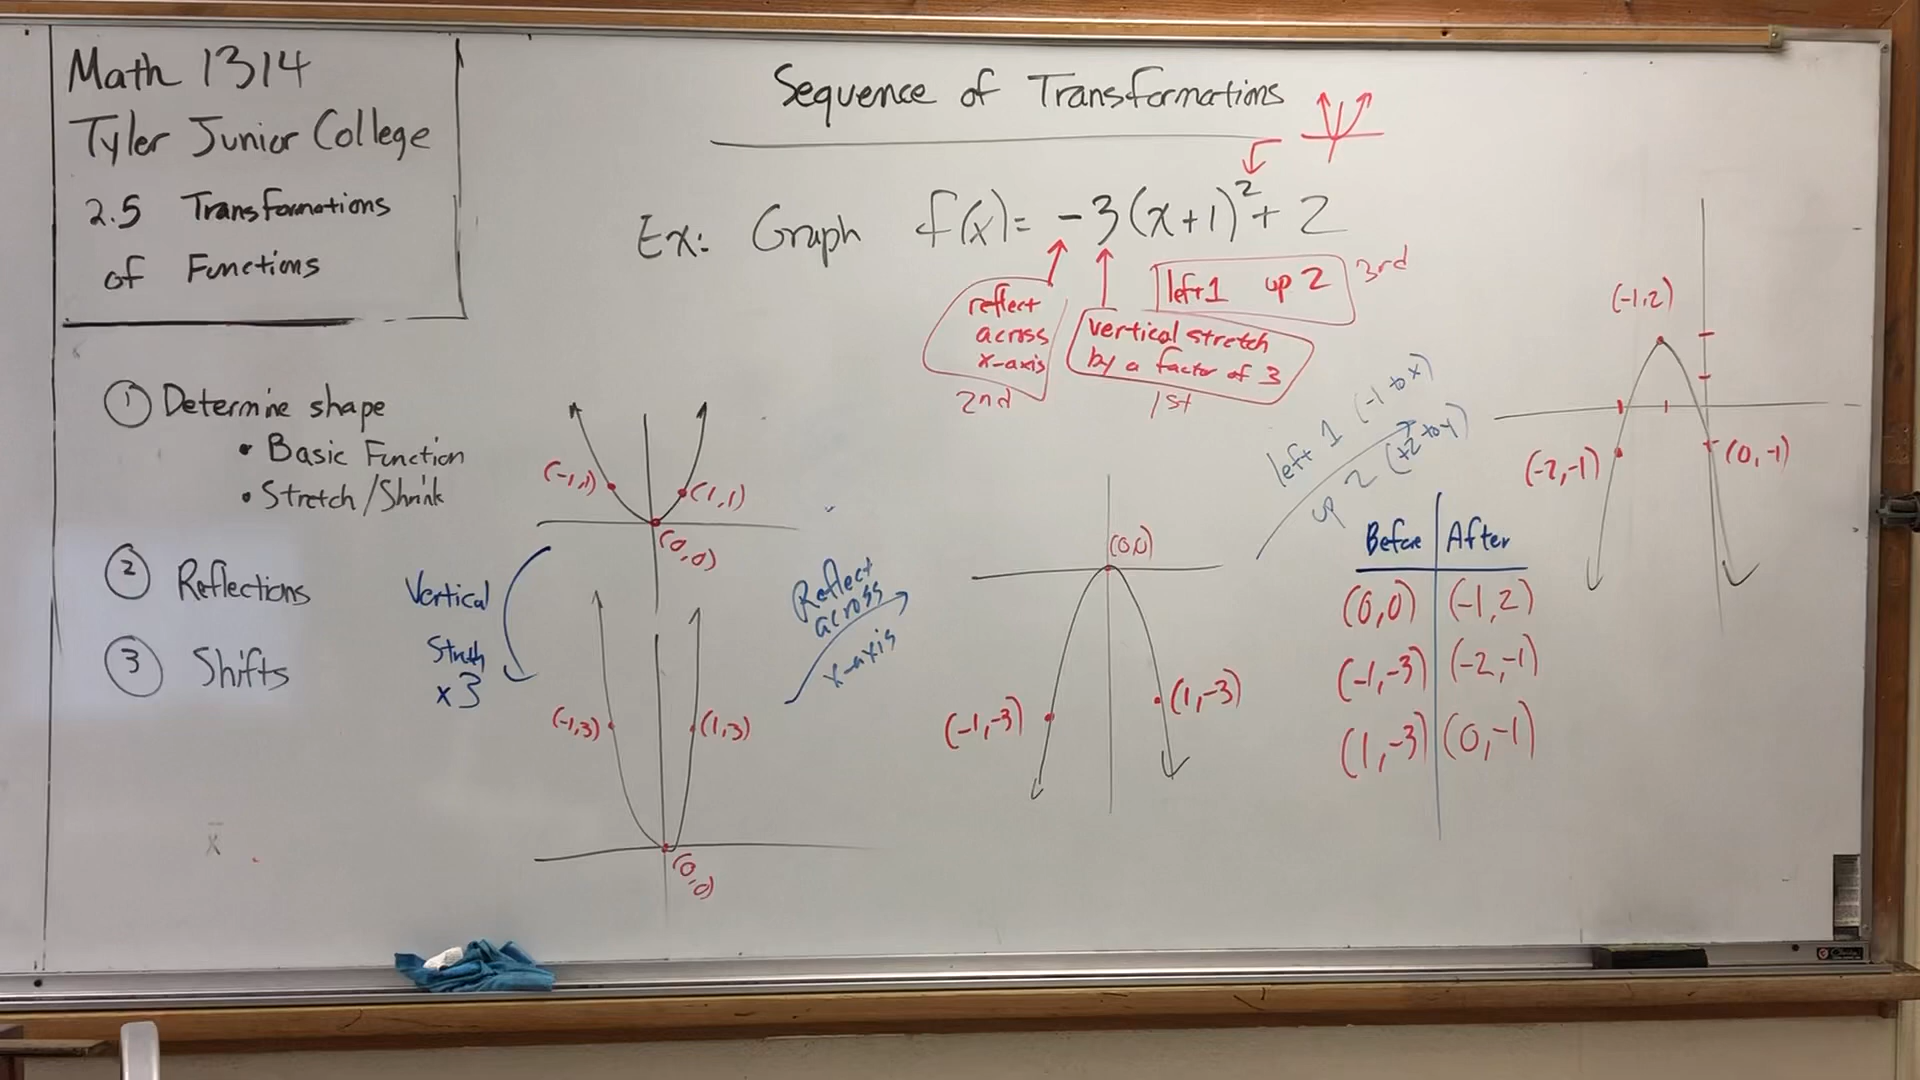 Math 1314
Tyler Junior College
2.5 Transformations
of Functions
Sequence of Transformations
Ex: Graph f(x)= -3(x+1)²+2
reflect
across
x-axis
2nd
vertical stretch
by a factor of 3
1st
left 1 up 2
3rd
① Determine shape
• Basic Function
• Stretch/Shrink
② Reflections
③ Shifts
(-1,1)
(1,1)
(0,0)
Vertical
Stretch
x3
(-1,3)
(1,3)
(0,0)
Reflect
across
x-axis
(0,0)
(-1,-3)
(1,-3)
left 1 (-1 to x)
up 2 (+2 to y)
Before After
(0,0) (-1,2)
(-1,-3) (-2,-1)
(1,-3) (0,-1)
(-1,2)
(-2,-1)
(0,-1)
x̄